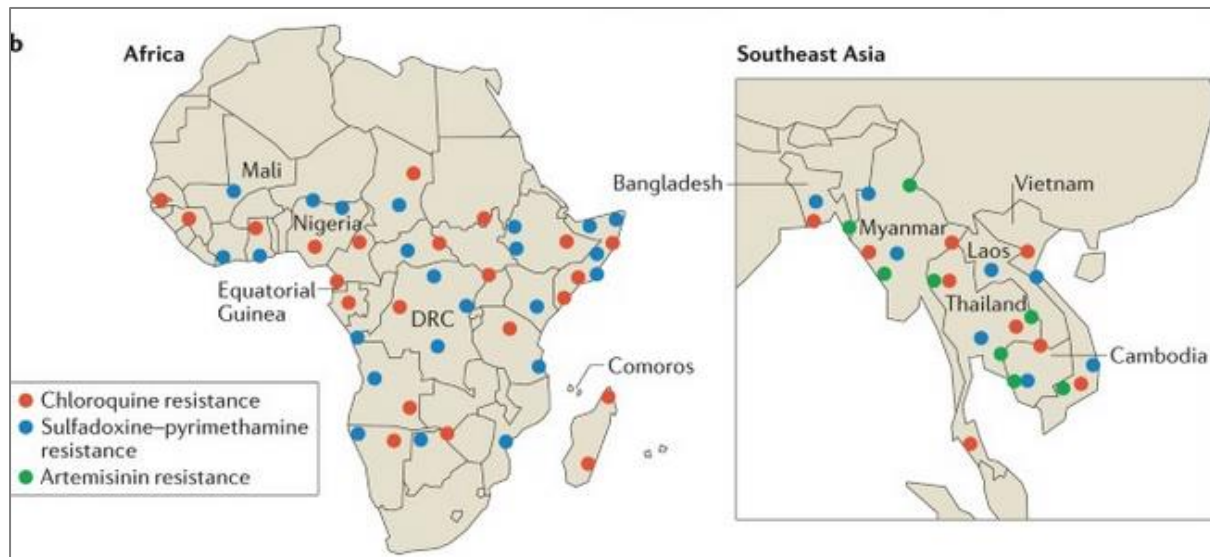 b
Africa
Mali
Nigeria
Equatorial
Guinea
DRC
Comoros
Chloroquine resistance
Sulfadoxine–pyrimethamine
resistance
Artemisinin resistance
Southeast Asia
Bangladesh
Vietnam
Myanmar
Laos
Thailand
Cambodia